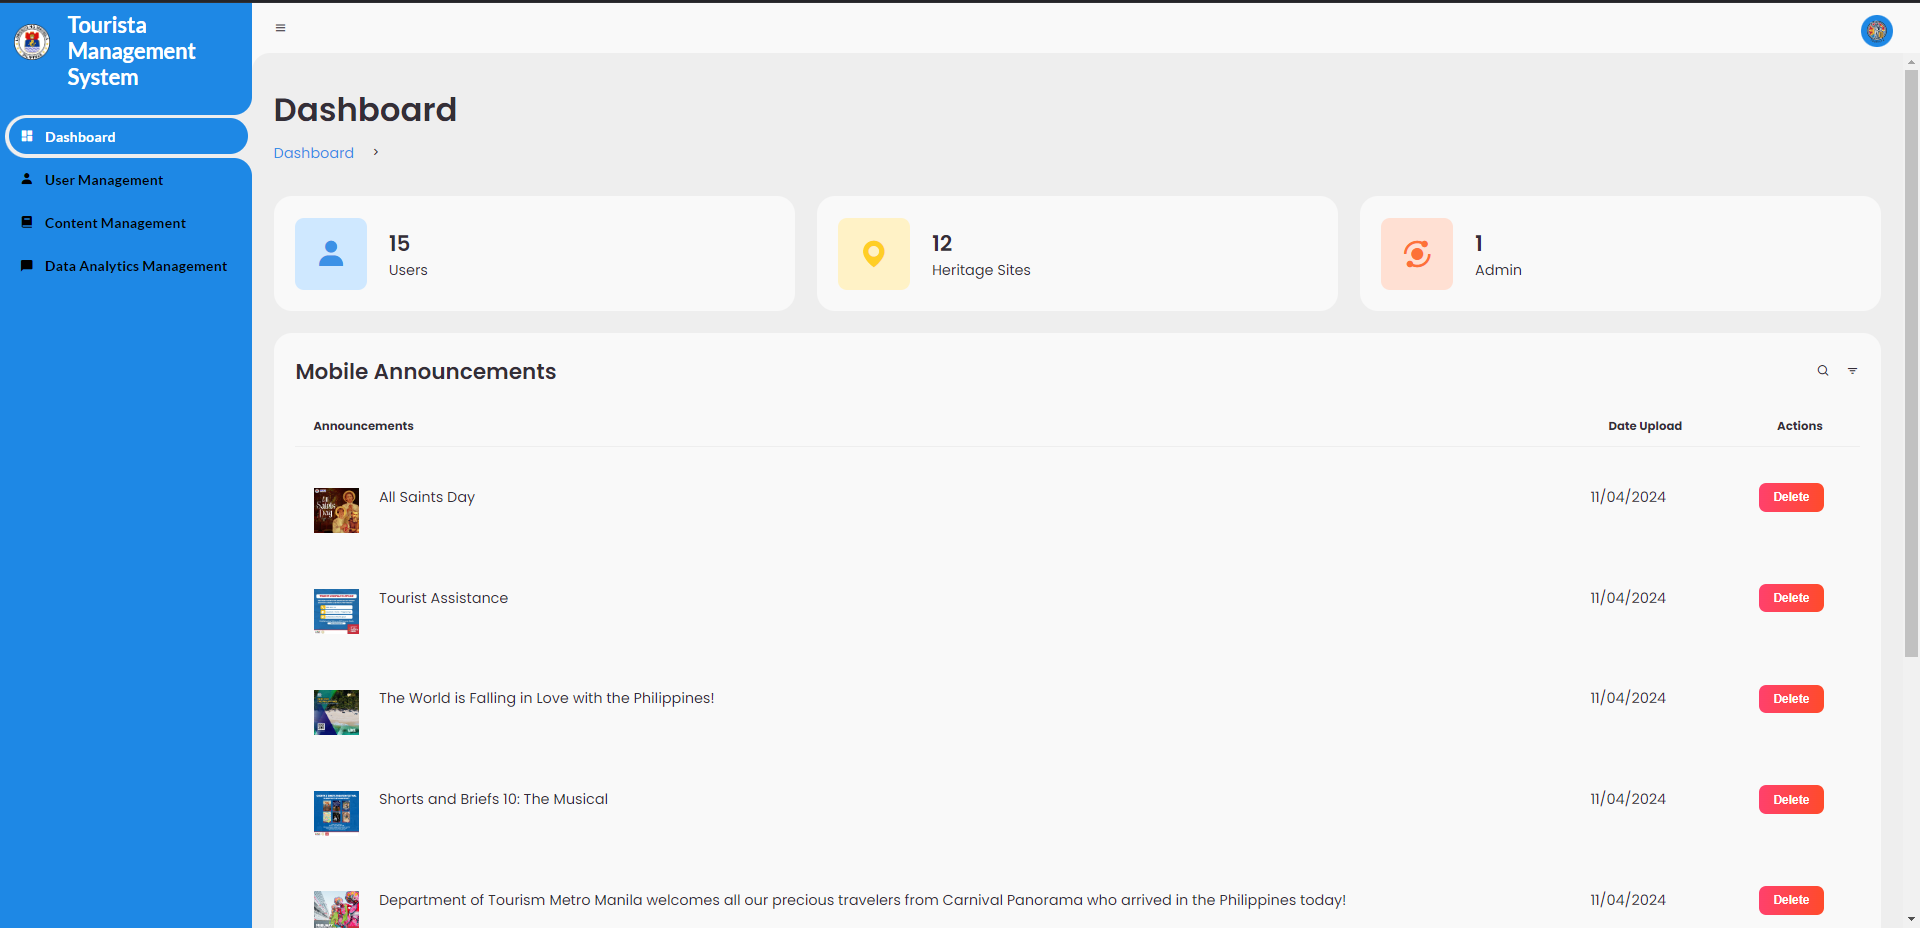 Tourista
Management
System
Dashboard
User Management
Content Management
Data Analytics Management
Dashboard
Dashboard >
15
Users
12
Heritage Sites
1
Admin
Mobile Announcements
Announcements Date Upload Actions
All Saints Day 11/04/2024 Delete
Tourist Assistance 11/04/2024 Delete
The World is Falling in Love with the Philippines! 11/04/2024 Delete
Shorts and Briefs 10: The Musical 11/04/2024 Delete
Department of Tourism Metro Manila welcomes all our precious travelers from Carnival Panorama who arrived in the Philippines today! 11/04/2024 Delete